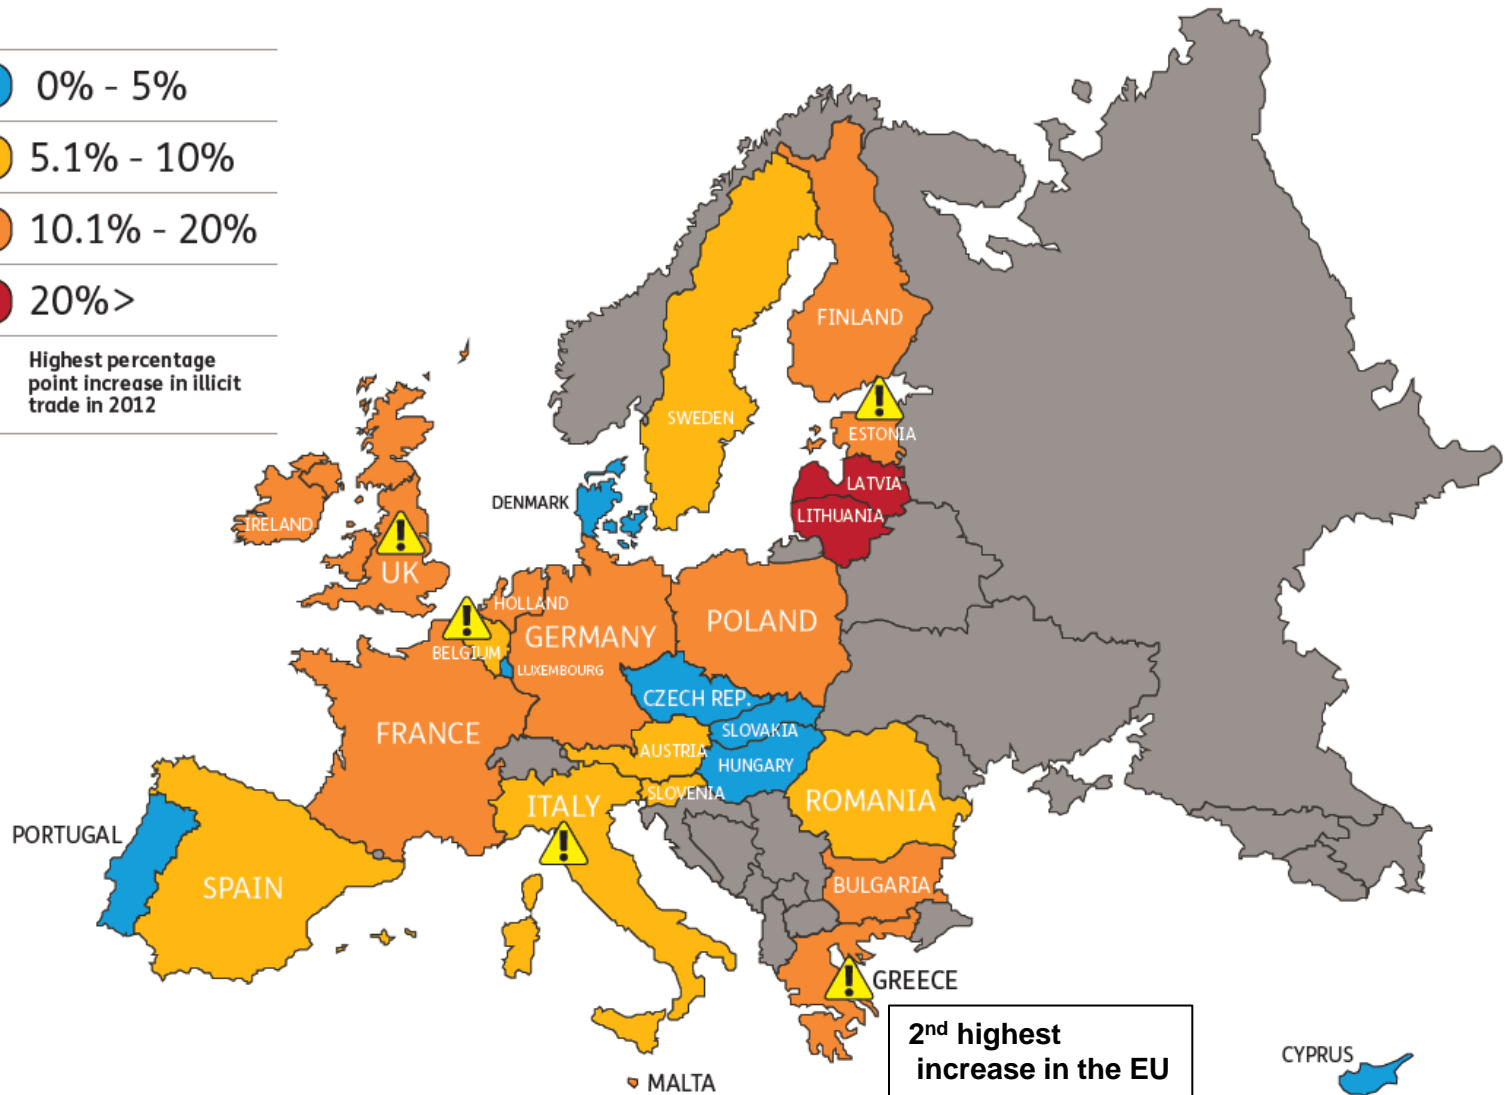 0% - 5%
5.1% - 10%
10.1% - 20%
20%>
Highest percentage
point increase in illicit
trade in 2012
FINLAND
SWEDEN
ESTONIA
LATVIA
LITHUANIA
DENMARK
IRELAND
UK
HOLLAND
GERMANY
POLAND
BELGIUM
LUXEMBOURG
CZECH REP.
FRANCE
SLOVAKIA
AUSTRIA
HUNGARY
SLOVENIA
ITALY
ROMANIA
PORTUGAL
SPAIN
BULGARIA
GREECE
2nd highest
increase in the EU
CYPRUS
MALTA